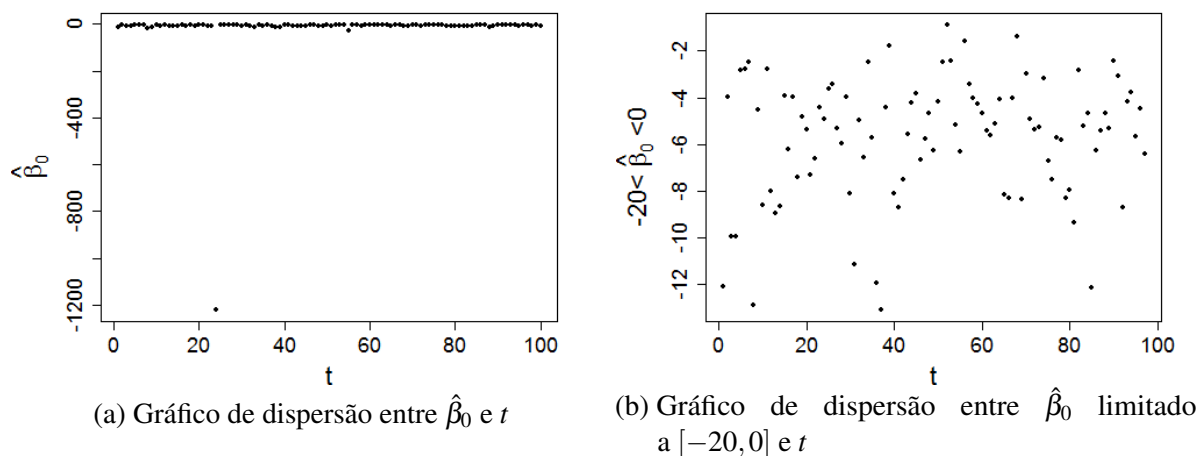 0
-400
-800
-1200
β̂₀
0 20 40 60 80 100
t
(a) Gráfico de dispersão entre β̂₀ e t
-2
-4
-6
-8
-10
-12
-20< β̂₀ <0
0 20 40 60 80 100
t
(b) Gráfico de dispersão entre β̂₀ limitado
a [−20,0] e t